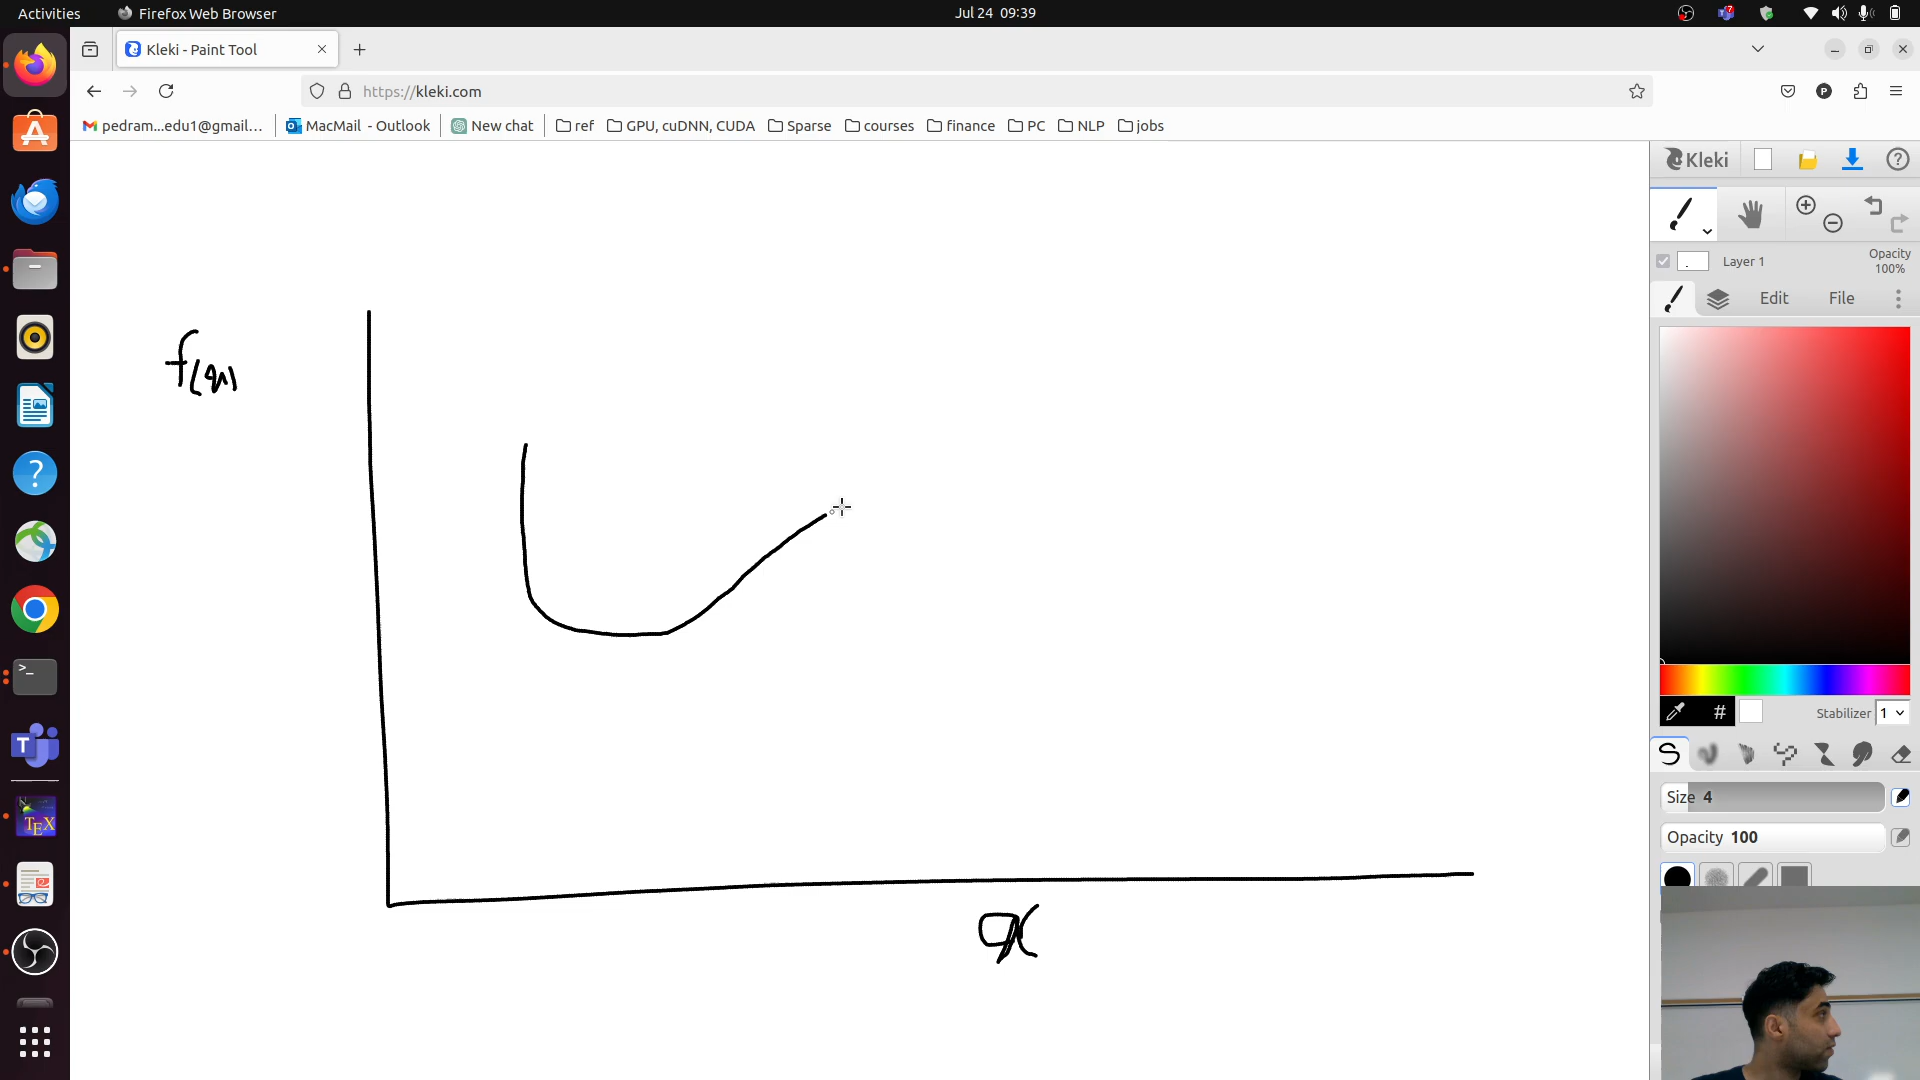 Activities
Firefox Web Browser
Jul 24 09:39
Kleki - Paint Tool
https://kleki.com
pedram...edu1@gmail...
MacMail - Outlook
New chat
ref
GPU, cuDNN, CUDA
Sparse
courses
finance
PC
NLP
jobs
Kleki
Layer 1
Opacity
100%
Edit
File
f(x)
x
#
Stabilizer 1
Size 4
Opacity 100